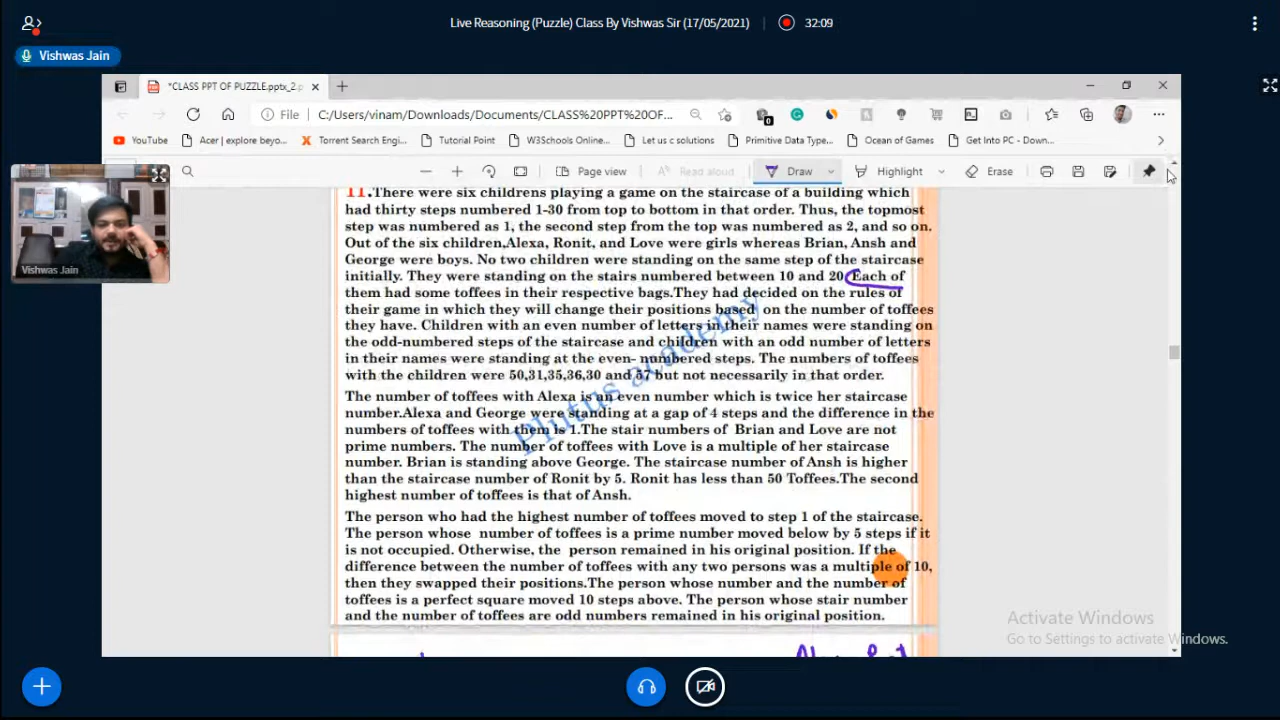 Live Reasoning (Puzzle) Class By Vishwas Sir (17/05/2021)
32:09
Vishwas Jain
*CLASS PPT OF PUZZLE.pptx_2.p
File
C:/Users/vinam/Downloads/Documents/CLASS%20PPT%20OF...
YouTube
Acer | explore beyo...
Torrent Search Engi...
Tutorial Point
W3Schools Online...
Let us c solutions
Primitive Data Type...
Ocean of Games
Get Into PC - Down...
Page view
Read aloud
Draw
Highlight
Erase
11.There were six childrens playing a game on the staircase of a building which
had thirty steps numbered 1-30 from top to bottom in that order. Thus, the topmost
step was numbered as 1, the second step from the top was numbered as 2, and so on.
Out of the six children,Alexa, Ronit, and Love were girls whereas Brian, Ansh and
George were boys. No two children were standing on the same step of the staircase
initially. They were standing on the stairs numbered between 10 and 20 Each of
them had some toffees in their respective bags.They had decided on the rules of
their game in which they will change their positions based on the number of toffees
they have. Children with an even number of letters in their names were standing on
the odd-numbered steps of the staircase and children with an odd number of letters
in their names were standing at the even- numbered steps. The numbers of toffees
with the children were 50,31,35,36,30 and 57 but not necessarily in that order.
The number of toffees with Alexa is an even number which is twice her staircase
number.Alexa and George were standing at a gap of 4 steps and the difference in the
numbers of toffees with them is 1.The stair numbers of Brian and Love are not
prime numbers. The number of toffees with Love is a multiple of her staircase
number. Brian is standing above George. The staircase number of Ansh is higher
than the staircase number of Ronit by 5. Ronit has less than 50 Toffees.The second
highest number of toffees is that of Ansh.
The person who had the highest number of toffees moved to step 1 of the staircase.
The person whose number of toffees is a prime number moved below by 5 steps if it
is not occupied. Otherwise, the person remained in his original position. If the
difference between the number of toffees with any two persons was a multiple of 10,
then they swapped their positions.The person whose number and the number of
toffees is a perfect square moved 10 steps above. The person whose stair number
and the number of toffees are odd numbers remained in his original position.
Plutus academy
Vishwas Jain
Activate Windows
Go to Settings to activate Windows.